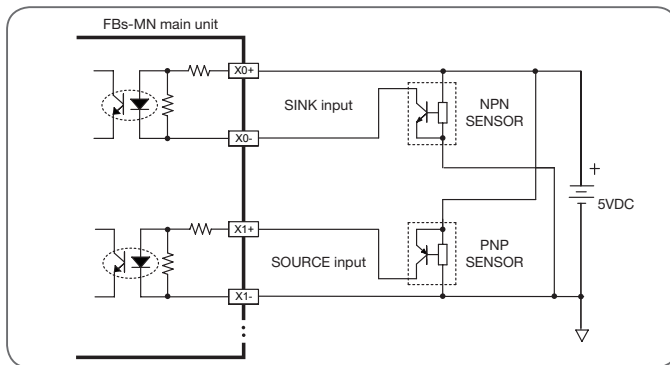 FBs-MN main unit
X0+
SINK input
NPN
SENSOR
X0-
+
5VDC
X1+
SOURCE input
PNP
SENSOR
X1-